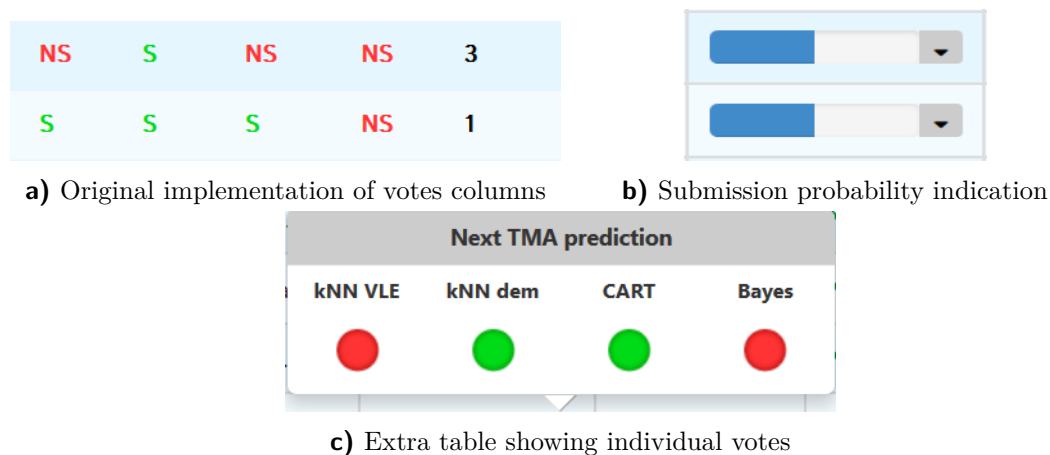 NS S NS NS 3
S S S NS 1
a) Original implementation of votes columns
b) Submission probability indication
Next TMA prediction
kNN VLE kNN dem CART Bayes
c) Extra table showing individual votes